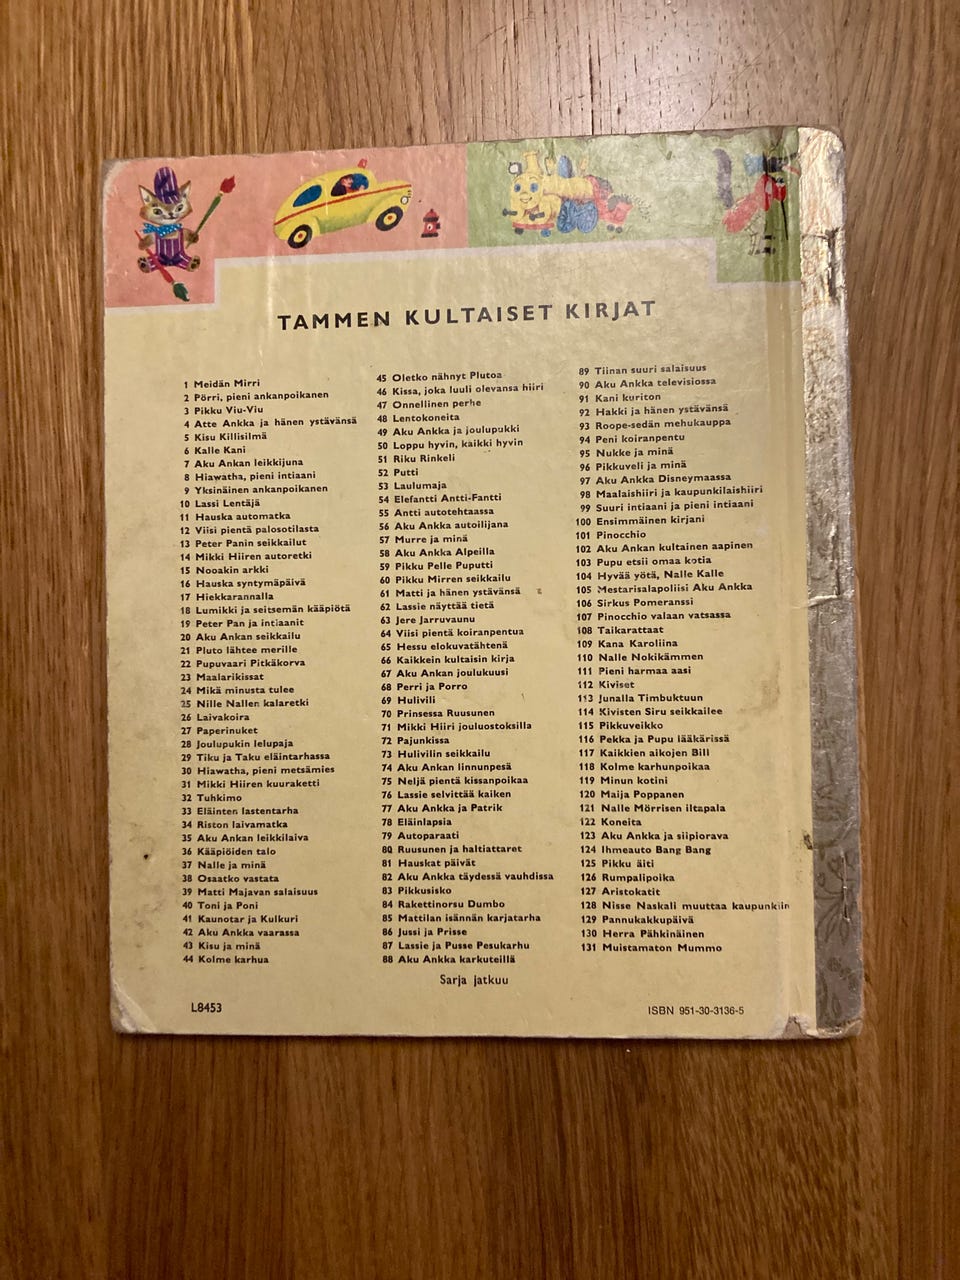 TAMMEN KULTAISET KIRJAT
1 Meidän Mirri
2 Pörri, pieni ankanpoikanen
3 Pikku Viu-Viu
4 Atte Ankka ja hänen ystävänsä
5 Kisu Killisilmä
6 Kalle Kani
7 Aku Ankan leikkijuna
8 Hiawatha, pieni intiaani
9 Yksinäinen ankanpoikanen
10 Lassi Lentäjä
11 Hauska automatka
12 Viisi pientä palosotilasta
13 Peter Panin seikkailut
14 Mikki Hiiren autoretki
15 Nooakin arkki
16 Hauska syntymäpäivä
17 Hiekkarannalla
18 Lumikki ja seitsemän kääpiötä
19 Peter Pan ja intiaanit
20 Aku Ankan seikkailu
21 Pluto lähtee merille
22 Pupuvaari Pitkäkorva
23 Maalarikissat
24 Mikä minusta tulee
25 Nille Nallen kalaretki
26 Laivakoira
27 Paperinuket
28 Joulupukin lelupaja
29 Tiku ja Taku eläintarhassa
30 Hiawatha, pieni metsämies
31 Mikki Hiiren kuuraketti
32 Tuhkimo
33 Eläinten lastentarha
34 Riston laivamatka
35 Aku Ankan leikkilaiva
36 Kääpiöiden talo
37 Nalle ja minä
38 Osaatko vastata
39 Matti Majavan salaisuus
40 Toni ja Poni
41 Kaunotar ja Kulkuri
42 Aku Ankka vaarassa
43 Kisu ja minä
44 Kolme karhua
45 Oletko nähnyt Plutoa
46 Kissa, joka luuli olevansa hiiri
47 Onnellinen perhe
48 Lentokoneita
49 Aku Ankka ja joulupukki
50 Loppu hyvin, kaikki hyvin
51 Riku Rinkeli
52 Putti
53 Laulumaja
54 Elefantti Antti-Fantti
55 Antti autotehtaassa
56 Aku Ankka autoilijana
57 Murre ja minä
58 Aku Ankka Alpeilla
59 Pikku Pelle Puputti
60 Pikku Mirren seikkailu
61 Matti ja hänen ystävänsä
62 Lassie näyttää tietä
63 Jere Jarruvaunu
64 Viisi pientä koiranpentua
65 Hessu elokuvatähtenä
66 Kaikkein kultaisin kirja
67 Aku Ankan joulukuusi
68 Perri ja Porro
69 Hulivili
70 Prinsessa Ruusunen
71 Mikki Hiiri jouluostoksilla
72 Pajunkissa
73 Hulivilin seikkailu
74 Aku Ankan linnunpesä
75 Neljä pientä kissanpoikaa
76 Lassie selvittää kaiken
77 Aku Ankka ja Patrik
78 Eläinlapsia
79 Autoparaati
80 Ruusunen ja haltiattaret
81 Hauskat päivät
82 Aku Ankka täydessä vauhdissa
83 Pikkusisko
84 Rakettinorsu Dumbo
85 Mattilan isännän karjatarha
86 Jussi ja Prisse
87 Lassie ja Pusse Pesukarhu
88 Aku Ankka karkuteillä
89 Tiinan suuri salaisuus
90 Aku Ankka televisiossa
91 Kani kuriton
92 Hakki ja hänen ystävänsä
93 Roope-sedän mehukauppa
94 Peni koiranpentu
95 Nukke ja minä
96 Pikkuveli ja minä
97 Aku Ankka Disneymaassa
98 Maalaishiiri ja kaupunkilaishiiri
99 Suuri intiaani ja pieni intiaani
100 Ensimmäinen kirjani
101 Pinocchio
102 Aku Ankan kultainen aapinen
103 Pupu etsii omaa kotia
104 Hyvää yötä, Nalle Kalle
105 Mestarisalapoliisi Aku Ankka
106 Sirkus Pomeranssi
107 Pinocchio valaan vatsassa
108 Taikarattaat
109 Kana Karoliina
110 Nalle Nokikämmen
111 Pieni harmaa aasi
112 Kiviset
113 Junalla Timbuktuun
114 Kivisten Siru seikkailee
115 Pikkuveikko
116 Pekka ja Pupu lääkärissä
117 Kaikkien aikojen Bill
118 Kolme karhunpoikaa
119 Minun kotini
120 Maija Poppanen
121 Nalle Mörrisen iltapala
122 Koneita
123 Aku Ankka ja siipiorava
124 Ihmeauto Bang Bang
125 Pikku äiti
126 Rumpalipoika
127 Aristokatit
128 Nisse Naskali muuttaa kaupunkiin
129 Pannukakkupäivä
130 Herra Pähkinäinen
131 Muistamaton Mummo
Sarja jatkuu
L8453
ISBN 951-30-3136-5